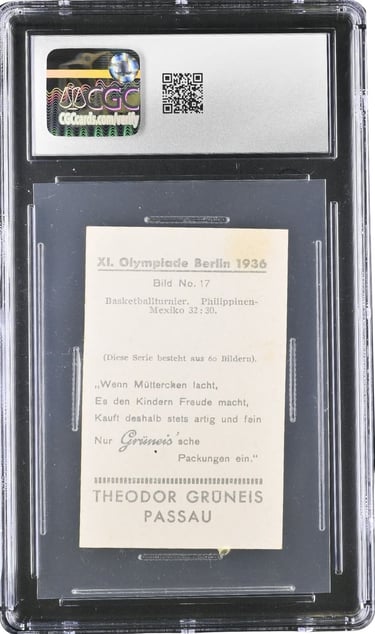 CGC
CGCcards.com/verify
XI. Olympiade Berlin 1936
Bild No. 17
Basketballturnier. Philippinen-
Mexiko 32 : 30.
(Diese Serie besteht aus 60 Bildern).
„Wenn Müttercken lacht,
Es den Kindern Freude macht,
Kauft deshalb stets artig und fein
Nur Grüneis'sche
Packungen ein."
THEODOR GRÜNEIS
PASSAU